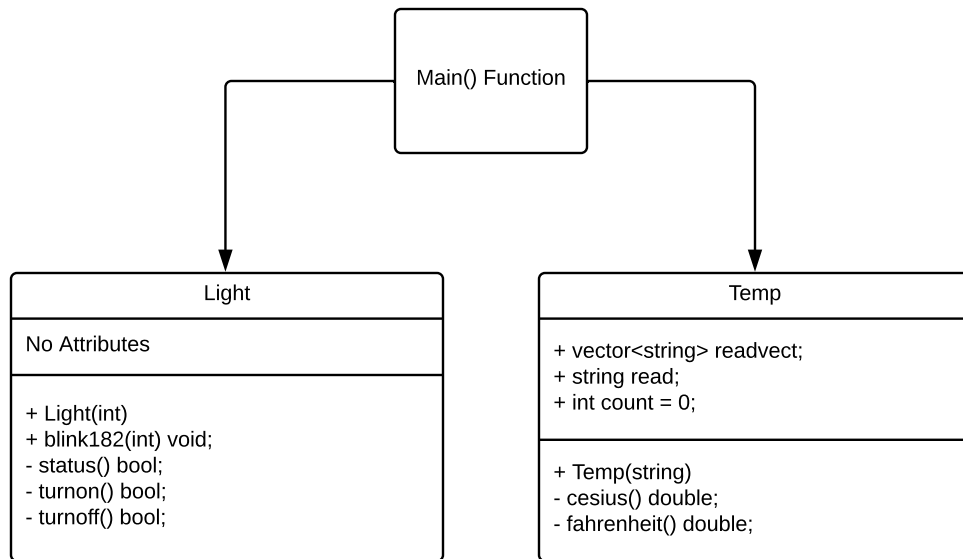 Main() Function
Light
No Attributes
+ Light(int)
+ blink182(int) void;
- status() bool;
- turnon() bool;
- turnoff() bool;
Temp
+ vector<string> readvect;
+ string read;
+ int count = 0;
+ Temp(string)
- cesius() double;
- fahrenheit() double;